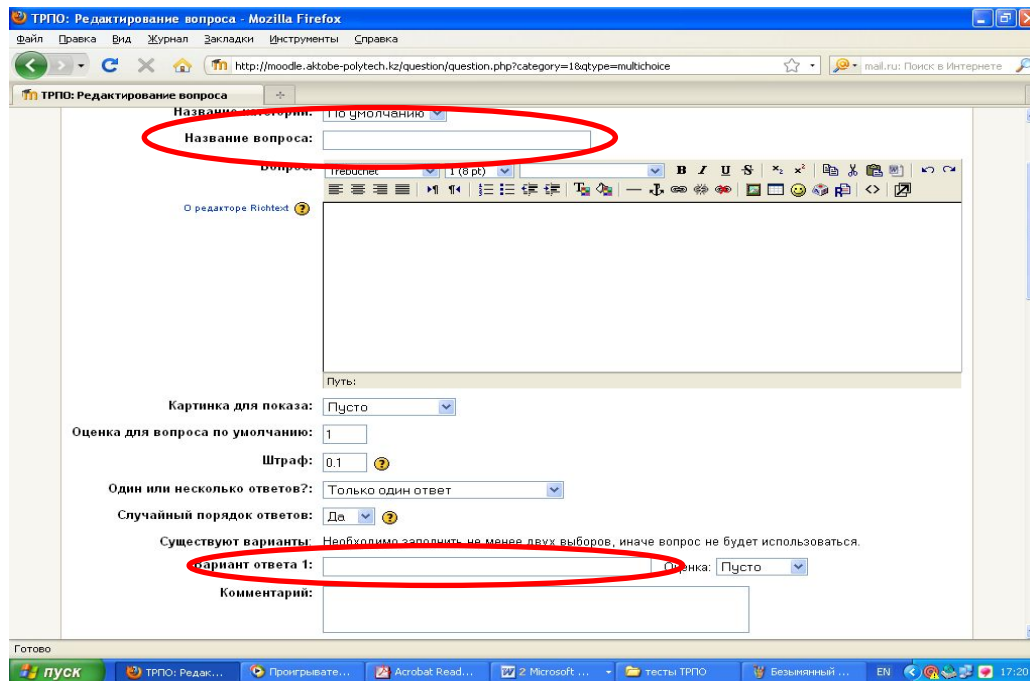 ТРПО: Редактирование вопроса - Mozilla Firefox
Файл Правка Вид Журнал Закладки Инструменты Справка
http://moodle.aktobe-polytech.kz/question/question.php?category=1&qtype=multichoice mail.ru: Поиск в Интернете
ТРПО: Редактирование вопроса
Название категории: По умолчанию
Название вопроса:
Вопрос: Trebuchet 1 (8 pt) B I U S
О редакторе Richtext
Путь:
Картинка для показа: Пусто
Оценка для вопроса по умолчанию: 1
Штраф: 0.1
Один или несколько ответов?: Только один ответ
Случайный порядок ответов: Да
Существуют варианты: Необходимо заполнить не менее двух выборов, иначе вопрос не будет использоваться.
Вариант ответа 1: Оценка: Пусто
Комментарий:
Готово
пуск ТРПО: Редак... Проигрывате... Acrobat Read... 2 Microsoft ... тесты ТРПО Безымянный ... EN 17:20